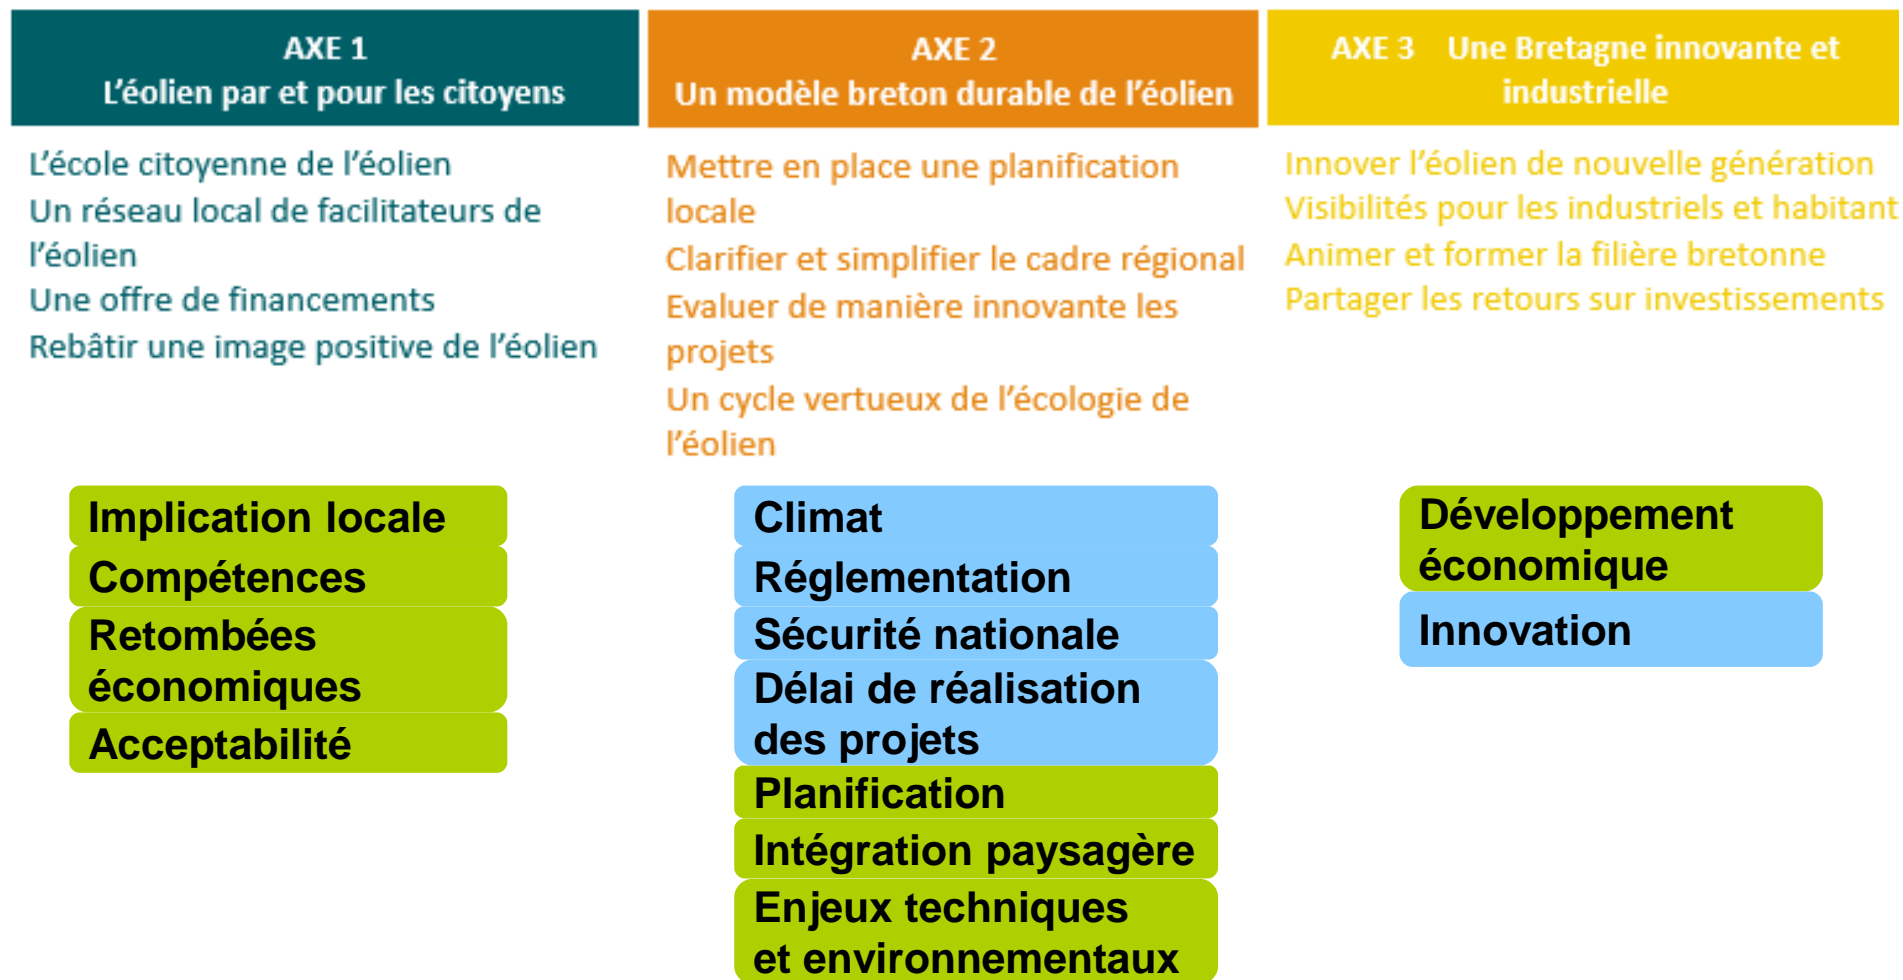 AXE 1
L'éolien par et pour les citoyens
L'école citoyenne de l'éolien
Un réseau local de facilitateurs de
l'éolien
Une offre de financements
Rebâtir une image positive de l'éolien
Implication locale
Compétences
Retombées
économiques
Acceptabilité
AXE 2
Un modèle breton durable de l'éolien
Mettre en place une planification
locale
Clarifier et simplifier le cadre régional
Evaluer de manière innovante les
projets
Un cycle vertueux de l'écologie de
l'éolien
Climat
Réglementation
Sécurité nationale
Délai de réalisation
des projets
Planification
Intégration paysagère
Enjeux techniques
et environnementaux
AXE 3 Une Bretagne innovante et
industrielle
Innover l'éolien de nouvelle génération
Visibilités pour les industriels et habitant
Animer et former la filière bretonne
Partager les retours sur investissements
Développement
économique
Innovation